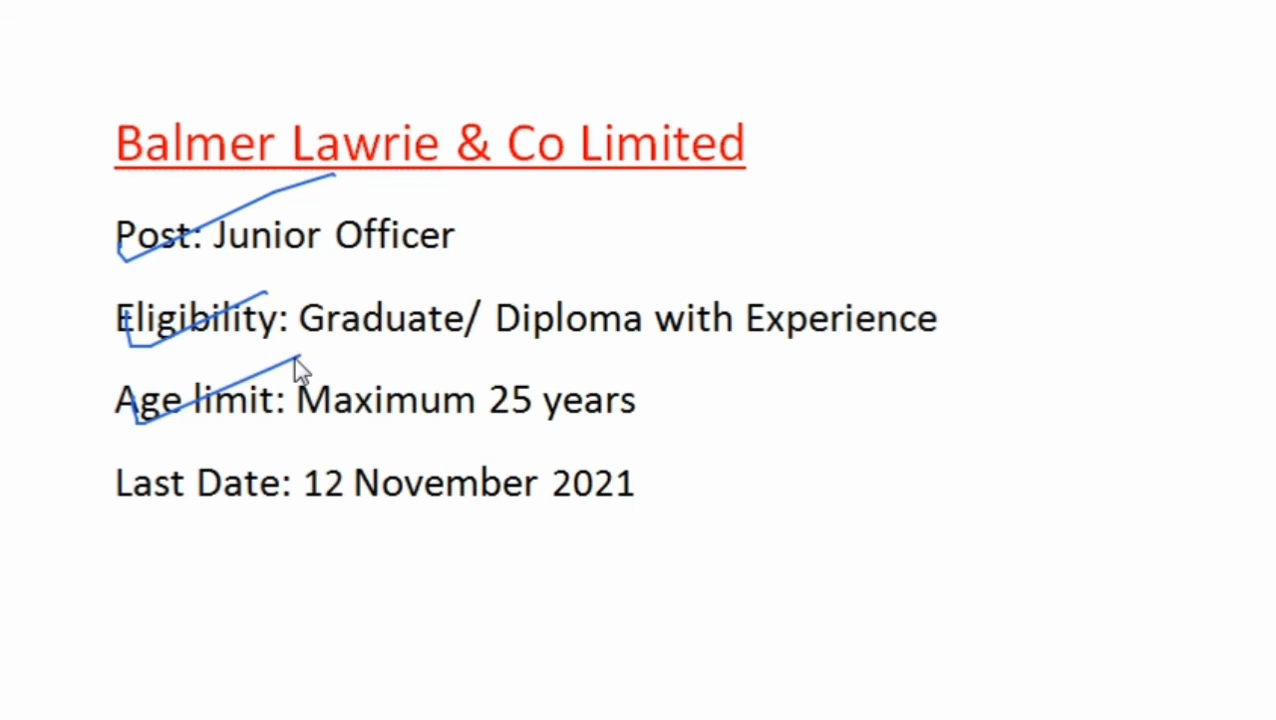 Balmer Lawrie & Co Limited
Post: Junior Officer
Eligibility: Graduate/ Diploma with Experience
Age limit: Maximum 25 years
Last Date: 12 November 2021